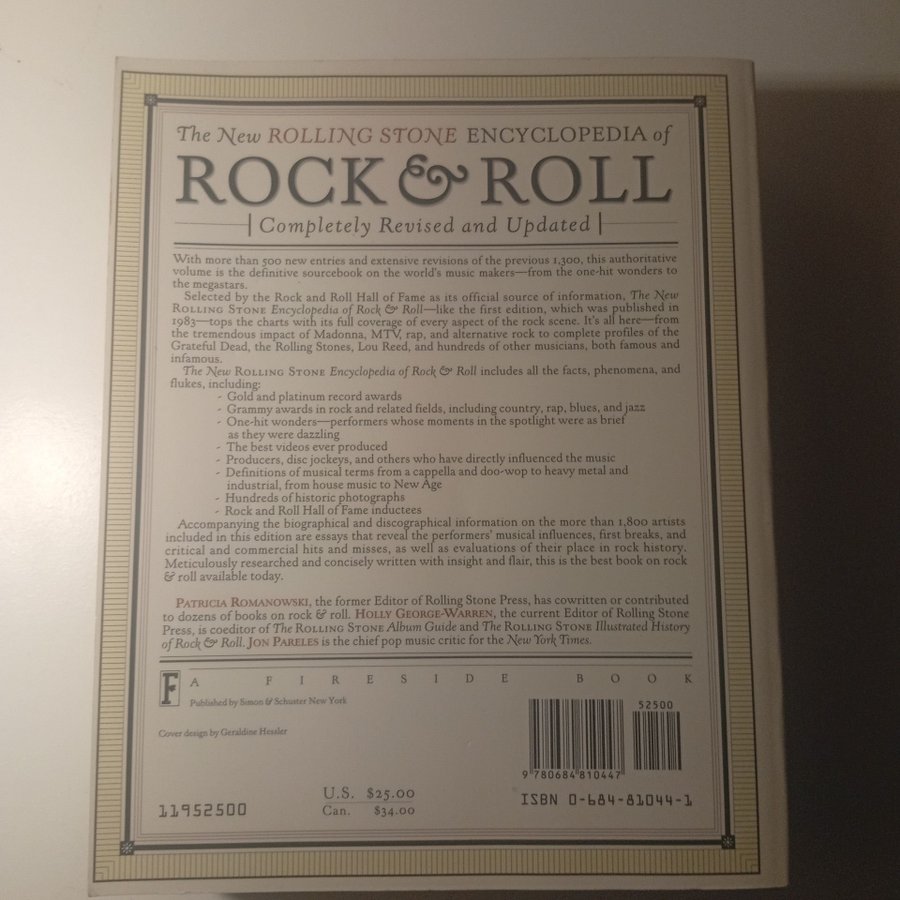 The New ROLLING STONE ENCYCLOPEDIA of
ROCK & ROLL
Completely Revised and Updated
With more than 500 new entries and extensive revisions of the previous 1,300, this authoritative
volume is the definitive sourcebook on the world's music makers—from the one-hit wonders to
the megastars.
Selected by the Rock and Roll Hall of Fame as its official source of information, The New
ROLLING STONE Encyclopedia of Rock & Roll—like the first edition, which was published in
1983—tops the charts with its full coverage of every aspect of the rock scene. It's all here—from
the tremendous impact of Madonna, MTV, rap, and alternative rock to complete profiles of the
Grateful Dead, the Rolling Stones, Lou Reed, and hundreds of other musicians, both famous and
infamous.
The New ROLLING STONE Encyclopedia of Rock & Roll includes all the facts, phenomena, and
flukes, including:
- Gold and platinum record awards
- Grammy awards in rock and related fields, including country, rap, blues, and jazz
- One-hit wonders—performers whose moments in the spotlight were as brief
as they were dazzling
- The best videos ever produced
- Producers, disc jockeys, and others who have directly influenced the music
- Definitions of musical terms from a cappella and doo-wop to heavy metal and
industrial, from house music to New Age
- Hundreds of historic photographs
- Rock and Roll Hall of Fame inductees
Accompanying the biographical and discographical information on the more than 1,800 artists
included in this edition are essays that reveal the performers' musical influences, first breaks, and
critical and commercial hits and misses, as well as evaluations of their place in rock history.
Meticulously researched and concisely written with insight and flair, this is the best book on rock
& roll available today.
PATRICIA ROMANOWSKI, the former Editor of Rolling Stone Press, has cowritten or contributed
to dozens of books on rock & roll. HOLLY GEORGE-WARREN, the current Editor of Rolling Stone
Press, is coeditor of The ROLLING STONE Album Guide and The ROLLING STONE Illustrated History
of Rock & Roll. JON PARELES is the chief pop music critic for the New York Times.
F A FIRESIDE BOOK
Published by Simon & Schuster New York
Cover design by Geraldine Hessler
52500
9 780684 810447
11952500
U.S. $25.00
Can. $34.00
ISBN 0-684-81044-1